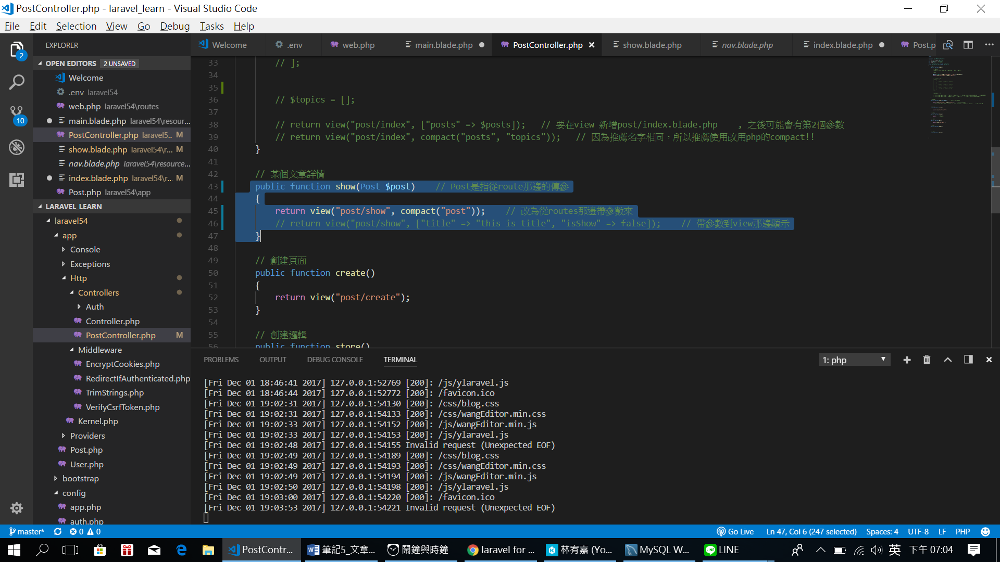 PostController.php - laravel_learn - Visual Studio Code
File Edit Selection View Go Debug Tasks Help
EXPLORER
Welcome .env web.php main.blade.php PostController.php show.blade.php nav.blade.php index.blade.php Post.p
2
10
OPEN EDITORS 2 UNSAVED
Welcome
.env laravel54
web.php laravel54\routes
main.blade.php laravel54\resour...
PostController.php laravel5.. M
show.blade.php laravel54\r... M
nav.blade.php laravel54\resource...
index.blade.php laravel54\r... M
Post.php laravel54\app
LARAVEL_LEARN
laravel54
app
Console
Exceptions
Http
Controllers
Auth
Controller.php
PostController.php M
Middleware
EncryptCookies.php
RedirectIfAuthenticated.php
TrimStrings.php
VerifyCsrfToken.php
Kernel.php
Providers
Post.php
User.php
bootstrap
config
app.php
auth.php
33 // ];
34
35
36 // $topics = [];
37
38 // return view("post/index", ["posts" => $posts]); // 要在view 新增post/index.blade.php , 之後可能會有第2個參數
39 // return view("post/index", compact("posts", "topics")); // 因為推薦名字相同，所以推薦使用改用php的compact!!
40 }
41
42 // 某個文章詳情
43 public function show(Post $post) // Post是指從route那邊的傳參
44 {
45 return view("post/show", compact("post")); // 改為從routes那邊帶參數來
46 // return view("post/show", ["title" => "this is title", "isShow" => false]); // 帶參數到view那邊顯示
47 }
48
49 // 創建頁面
50 public function create()
51 {
52 return view("post/create");
53 }
54
55 // 創建邏輯
56 public function store()
PROBLEMS OUTPUT DEBUG CONSOLE TERMINAL 1: php
[Fri Dec 01 18:46:41 2017] 127.0.0.1:52769 [200]: /js/ylaravel.js
[Fri Dec 01 18:46:44 2017] 127.0.0.1:52772 [200]: /favicon.ico
[Fri Dec 01 19:02:31 2017] 127.0.0.1:54130 [200]: /css/blog.css
[Fri Dec 01 19:02:31 2017] 127.0.0.1:54133 [200]: /css/wangEditor.min.css
[Fri Dec 01 19:02:33 2017] 127.0.0.1:54152 [200]: /js/wangEditor.min.js
[Fri Dec 01 19:02:33 2017] 127.0.0.1:54153 [200]: /js/ylaravel.js
[Fri Dec 01 19:02:48 2017] 127.0.0.1:54155 Invalid request (Unexpected EOF)
[Fri Dec 01 19:02:49 2017] 127.0.0.1:54189 [200]: /css/blog.css
[Fri Dec 01 19:02:49 2017] 127.0.0.1:54193 [200]: /css/wangEditor.min.css
[Fri Dec 01 19:02:49 2017] 127.0.0.1:54194 [200]: /js/wangEditor.min.js
[Fri Dec 01 19:02:50 2017] 127.0.0.1:54198 [200]: /js/ylaravel.js
[Fri Dec 01 19:03:00 2017] 127.0.0.1:54220 [200]: /favicon.ico
[Fri Dec 01 19:03:53 2017] 127.0.0.1:54221 Invalid request (Unexpected EOF)
master* 0 0 Go Live Ln 47, Col 6 (247 selected) Spaces: 4 UTF-8 LF PHP
PostContr... 筆記5_文章... 鬧鐘與時鐘 laravel for ... 林宥嘉 (Yo... MySQL W... LINE 英 下午 07:04